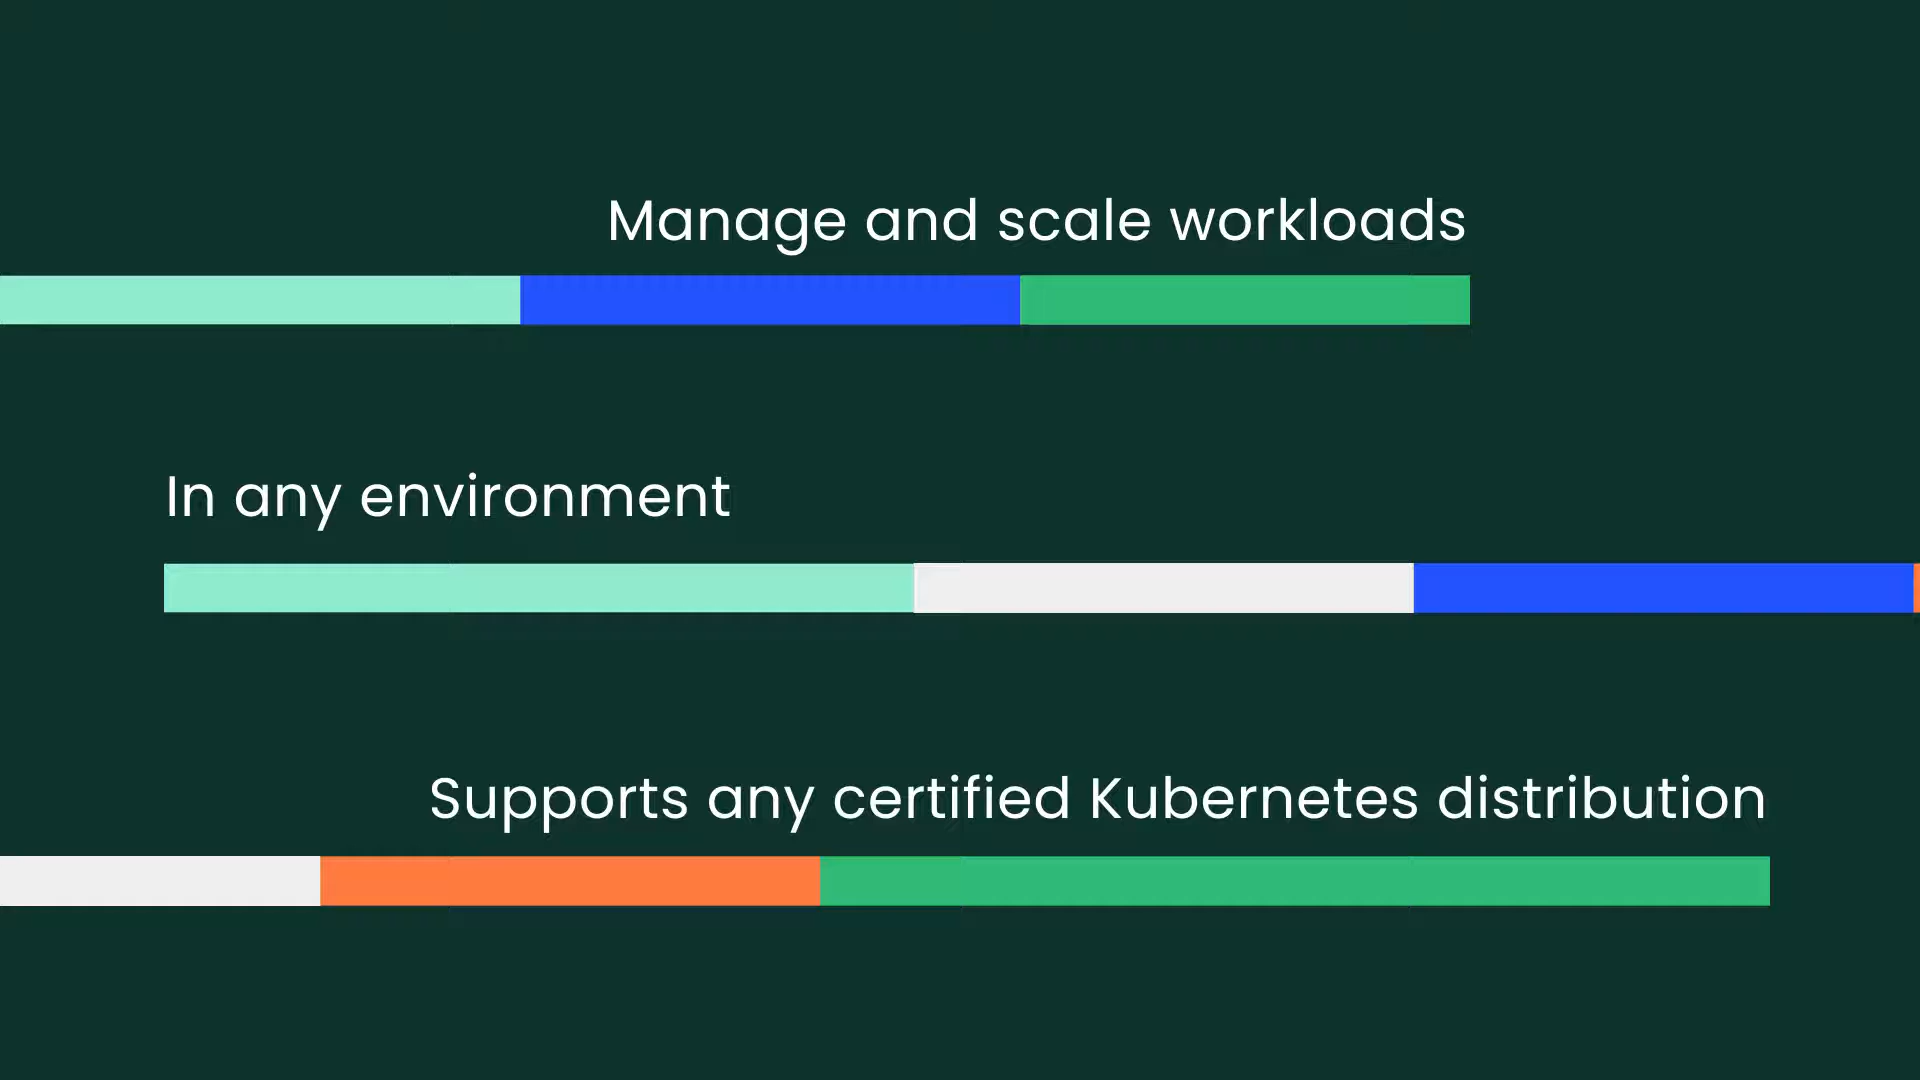 Manage and scale workloads
In any environment
Supports any certified Kubernetes distribution